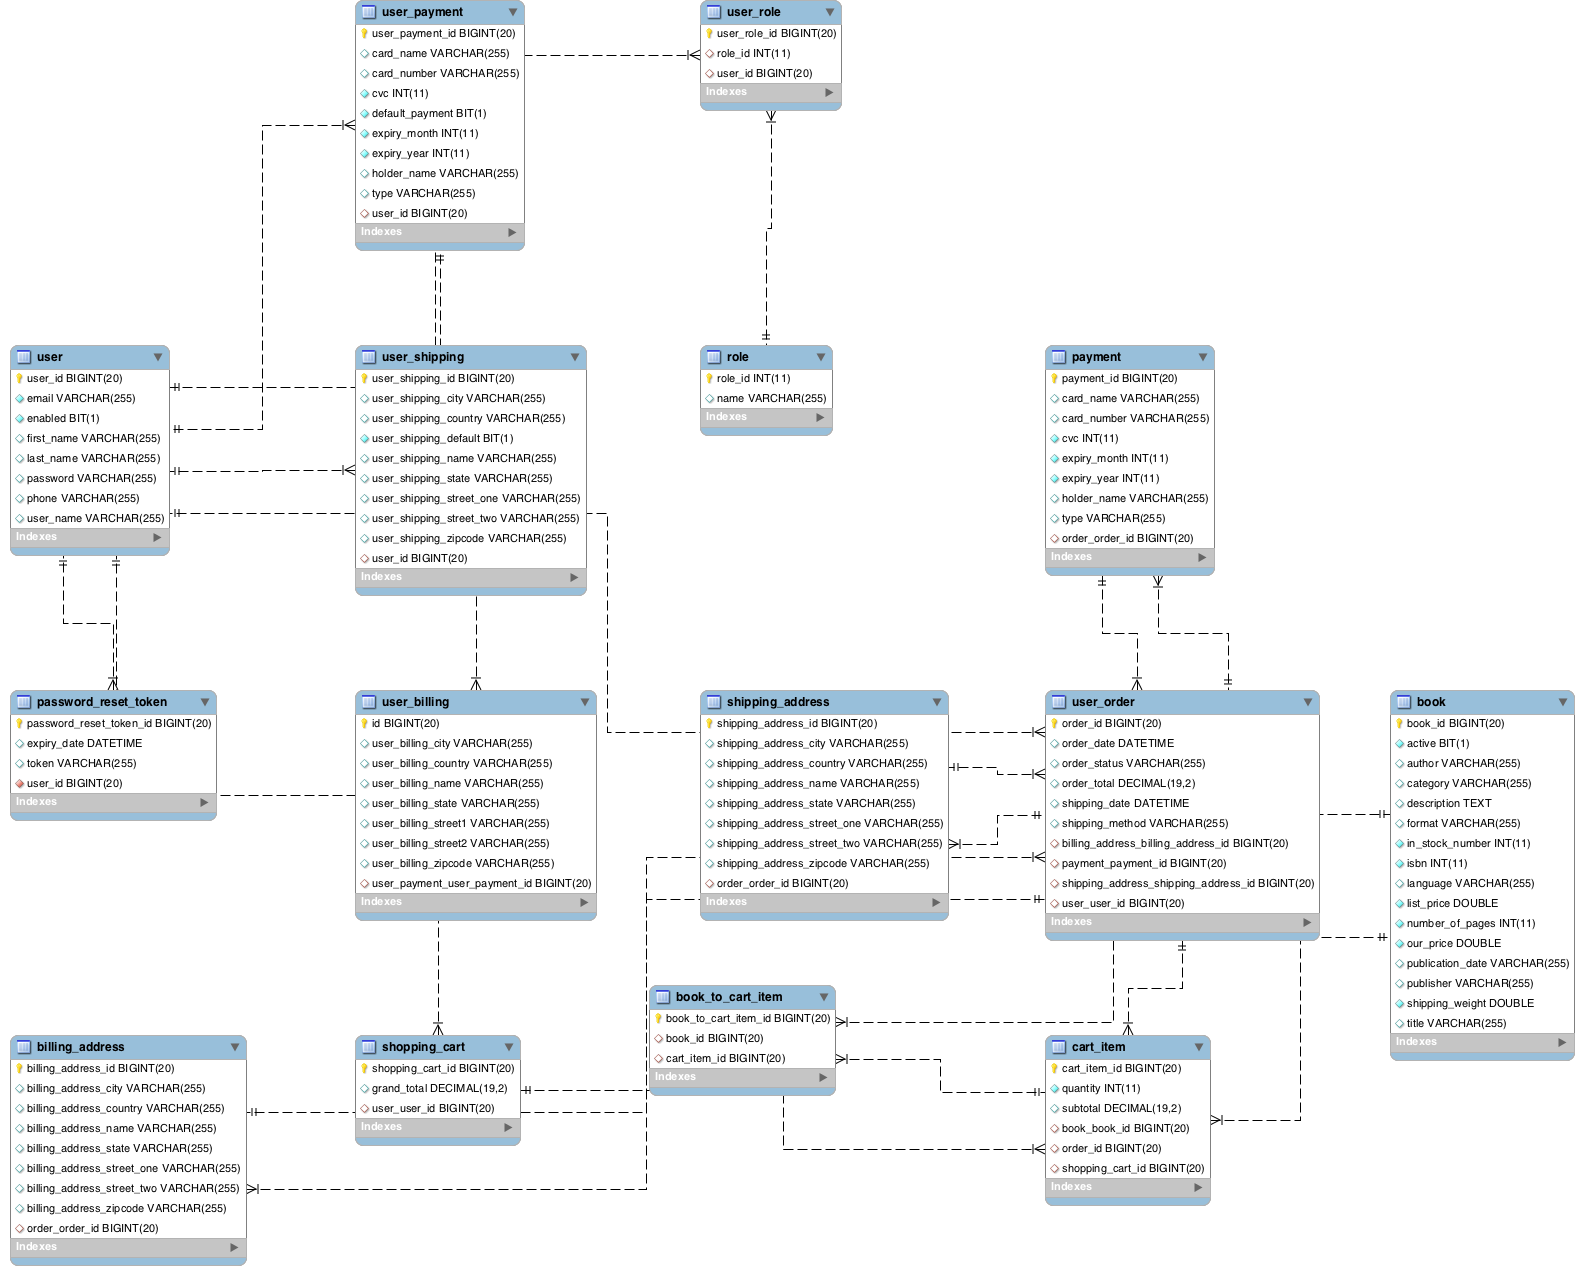 user_payment
user_payment_id BIGINT(20)
card_name VARCHAR(255)
card_number VARCHAR(255)
cvc INT(11)
default_payment BIT(1)
expiry_month INT(11)
expiry_year INT(11)
holder_name VARCHAR(255)
type VARCHAR(255)
user_id BIGINT(20)
Indexes
user_role
user_role_id BIGINT(20)
role_id INT(11)
user_id BIGINT(20)
Indexes
user
user_id BIGINT(20)
email VARCHAR(255)
enabled BIT(1)
first_name VARCHAR(255)
last_name VARCHAR(255)
password VARCHAR(255)
phone VARCHAR(255)
user_name VARCHAR(255)
Indexes
user_shipping
user_shipping_id BIGINT(20)
user_shipping_city VARCHAR(255)
user_shipping_country VARCHAR(255)
user_shipping_default BIT(1)
user_shipping_name VARCHAR(255)
user_shipping_state VARCHAR(255)
user_shipping_street_one VARCHAR(255)
user_shipping_street_two VARCHAR(255)
user_shipping_zipcode VARCHAR(255)
user_id BIGINT(20)
Indexes
role
role_id INT(11)
name VARCHAR(255)
Indexes
payment
payment_id BIGINT(20)
card_name VARCHAR(255)
card_number VARCHAR(255)
cvc INT(11)
expiry_month INT(11)
expiry_year INT(11)
holder_name VARCHAR(255)
type VARCHAR(255)
order_order_id BIGINT(20)
Indexes
password_reset_token
password_reset_token_id BIGINT(20)
expiry_date DATETIME
token VARCHAR(255)
user_id BIGINT(20)
Indexes
user_billing
id BIGINT(20)
user_billing_city VARCHAR(255)
user_billing_country VARCHAR(255)
user_billing_name VARCHAR(255)
user_billing_state VARCHAR(255)
user_billing_street1 VARCHAR(255)
user_billing_street2 VARCHAR(255)
user_billing_zipcode VARCHAR(255)
user_payment_user_payment_id BIGINT(20)
Indexes
shipping_address
shipping_address_id BIGINT(20)
shipping_address_city VARCHAR(255)
shipping_address_country VARCHAR(255)
shipping_address_name VARCHAR(255)
shipping_address_state VARCHAR(255)
shipping_address_street_one VARCHAR(255)
shipping_address_street_two VARCHAR(255)
shipping_address_zipcode VARCHAR(255)
order_order_id BIGINT(20)
Indexes
user_order
order_id BIGINT(20)
order_date DATETIME
order_status VARCHAR(255)
order_total DECIMAL(19,2)
shipping_date DATETIME
shipping_method VARCHAR(255)
billing_address_billing_address_id BIGINT(20)
payment_payment_id BIGINT(20)
shipping_address_shipping_address_id BIGINT(20)
user_user_id BIGINT(20)
Indexes
book
book_id BIGINT(20)
active BIT(1)
author VARCHAR(255)
category VARCHAR(255)
description TEXT
format VARCHAR(255)
in_stock_number INT(11)
isbn INT(11)
language VARCHAR(255)
list_price DOUBLE
number_of_pages INT(11)
our_price DOUBLE
publication_date VARCHAR(255)
publisher VARCHAR(255)
shipping_weight DOUBLE
title VARCHAR(255)
Indexes
billing_address
billing_address_id BIGINT(20)
billing_address_city VARCHAR(255)
billing_address_country VARCHAR(255)
billing_address_name VARCHAR(255)
billing_address_state VARCHAR(255)
billing_address_street_one VARCHAR(255)
billing_address_street_two VARCHAR(255)
billing_address_zipcode VARCHAR(255)
order_order_id BIGINT(20)
Indexes
shopping_cart
shopping_cart_id BIGINT(20)
grand_total DECIMAL(19,2)
user_user_id BIGINT(20)
Indexes
book_to_cart_item
book_to_cart_item_id BIGINT(20)
book_id BIGINT(20)
cart_item_id BIGINT(20)
Indexes
cart_item
cart_item_id BIGINT(20)
quantity INT(11)
subtotal DECIMAL(19,2)
book_book_id BIGINT(20)
order_id BIGINT(20)
shopping_cart_id BIGINT(20)
Indexes